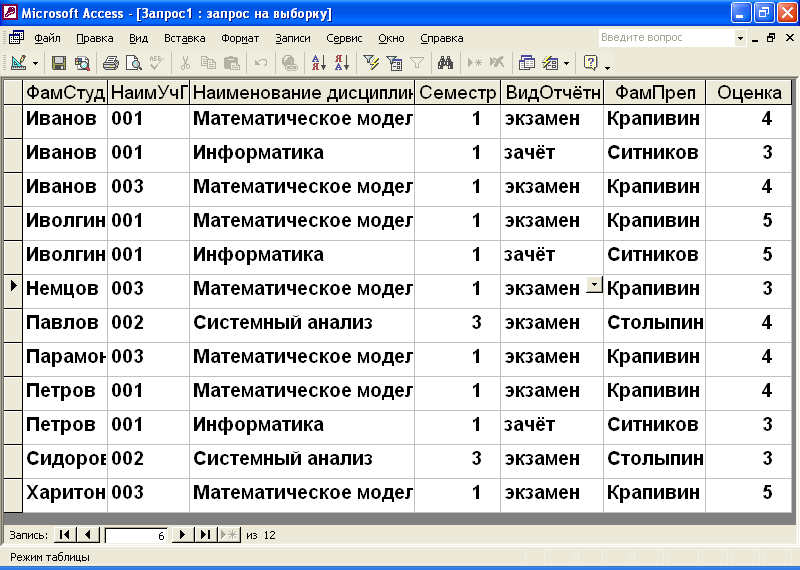 Microsoft Access - [Запрос1 : запрос на выборку]
Файл Правка Вид Вставка Формат Записи Сервис Окно Справка Введите вопрос
ФамСтуд НаимУчГ Наименование дисциплин Семестр ВидОтчётн ФамПреп Оценка
Иванов 001 Математическое модел 1 экзамен Крапивин 4
Иванов 001 Информатика 1 зачёт Ситников 3
Иванов 003 Математическое модел 1 экзамен Крапивин 4
Иволгин 001 Математическое модел 1 экзамен Крапивин 5
Иволгин 001 Информатика 1 зачёт Ситников 5
Немцов 003 Математическое модел 1 экзамен Крапивин 3
Павлов 002 Системный анализ 3 экзамен Столыпин 4
Парамон 003 Математическое модел 1 экзамен Крапивин 4
Петров 001 Математическое модел 1 экзамен Крапивин 4
Петров 001 Информатика 1 зачёт Ситников 3
Сидоров 002 Системный анализ 3 экзамен Столыпин 3
Харитон 003 Математическое модел 1 экзамен Крапивин 5
Запись: 6 из 12
Режим таблицы